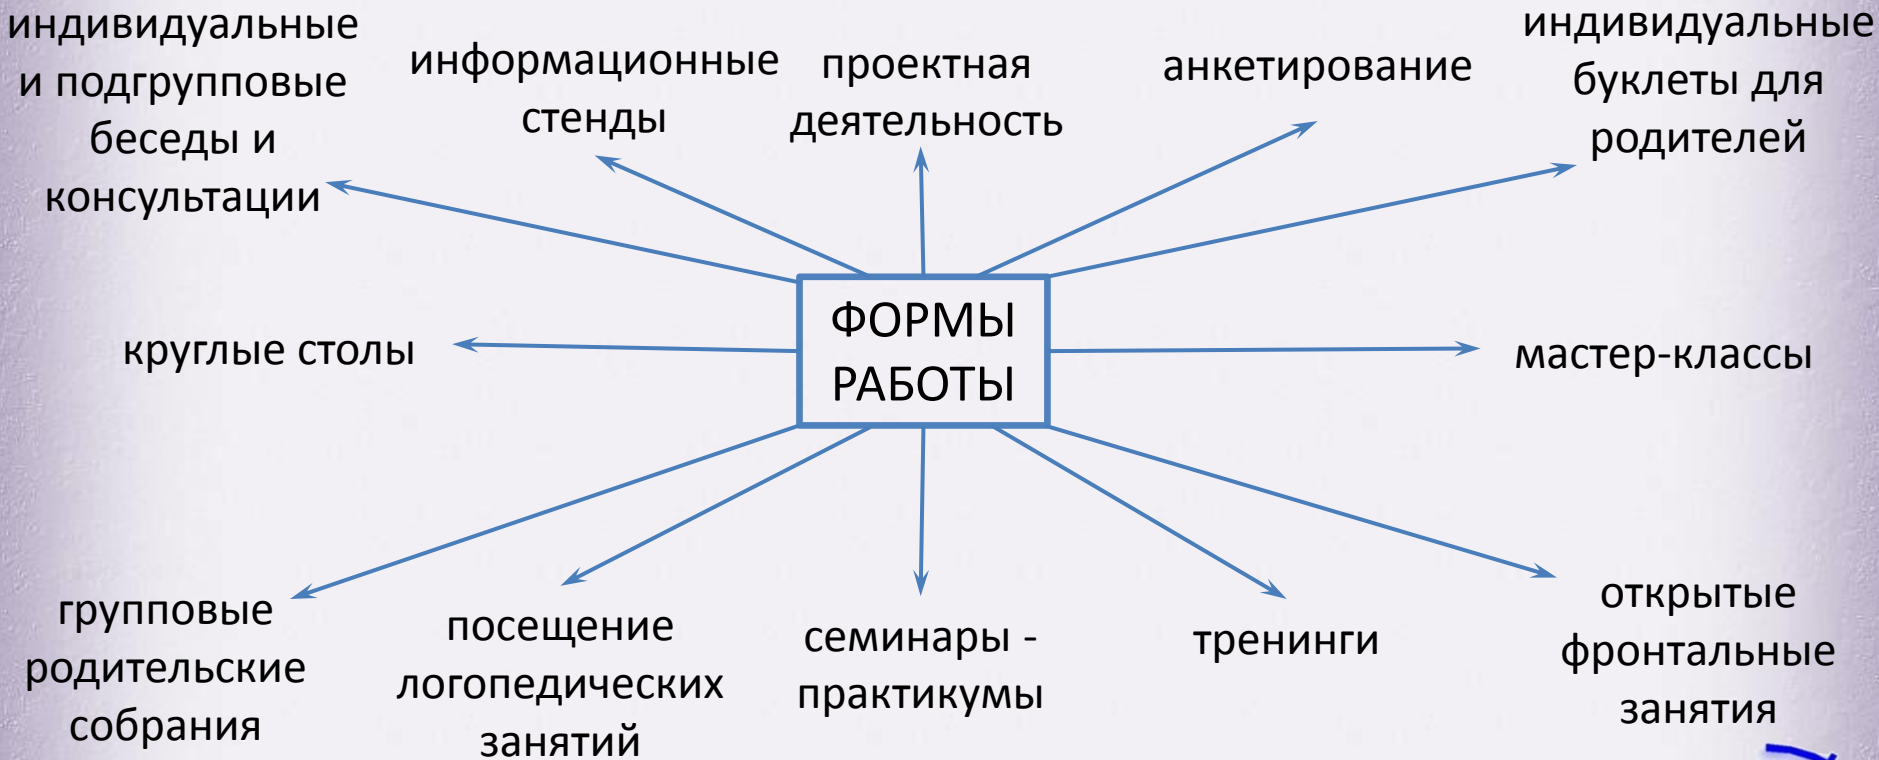 индивидуальные
и подгрупповые
беседы и
консультации
информационные
стенды
проектная
деятельность
анкетирование
индивидуальные
буклеты для
родителей
круглые столы
ФОРМЫ
РАБОТЫ
мастер-классы
групповые
родительские
собрания
посещение
логопедических
занятий
семинары -
практикумы
тренинги
открытые
фронтальные
занятия